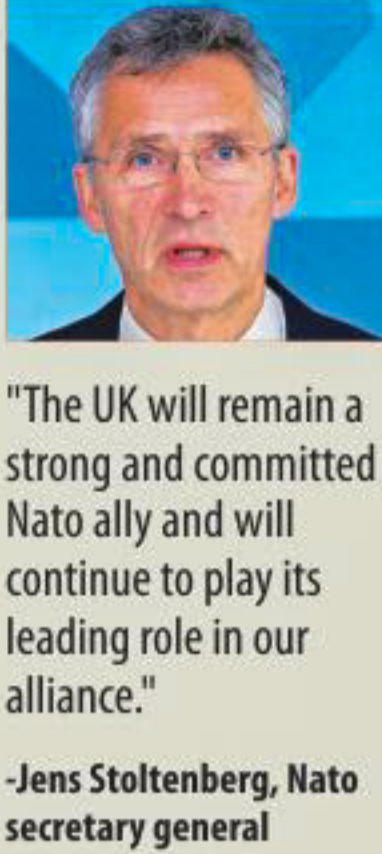 "The UK will remain a
strong and committed
Nato ally and will
continue to play its
leading role in our
alliance."
-Jens Stoltenberg, Nato
secretary general